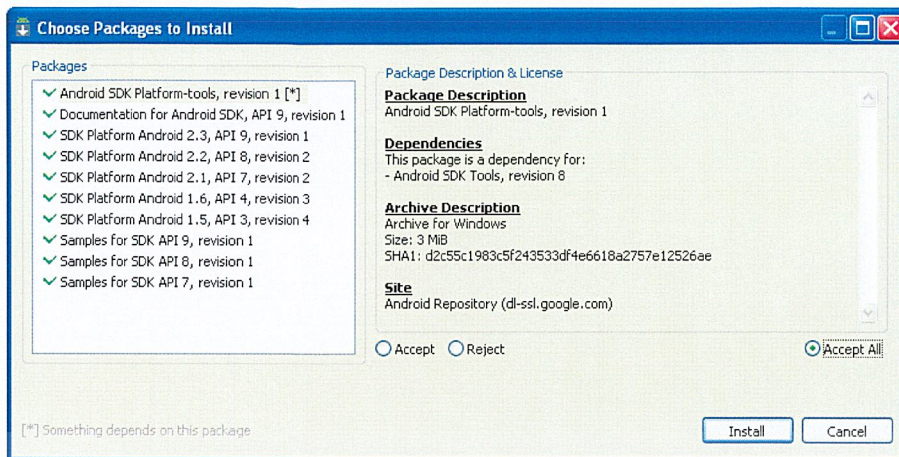 Choose Packages to Install
Packages
Android SDK Platform-tools, revision 1 [*]
Documentation for Android SDK, API 9, revision 1
SDK Platform Android 2.3, API 9, revision 1
SDK Platform Android 2.2, API 8, revision 2
SDK Platform Android 2.1, API 7, revision 2
SDK Platform Android 1.6, API 4, revision 3
SDK Platform Android 1.5, API 3, revision 4
Samples for SDK API 9, revision 1
Samples for SDK API 8, revision 1
Samples for SDK API 7, revision 1
Package Description & License
Package Description
Android SDK Platform-tools, revision 1
Dependencies
This package is a dependency for:
- Android SDK Tools, revision 8
Archive Description
Archive for Windows
Size: 3 MiB
SHA1: d2c55c1983c5f243533df4e6618a2757e12526ae
Site
Android Repository (dl-ssl.google.com)
Accept
Reject
Accept All
[*] Something depends on this package
Install
Cancel